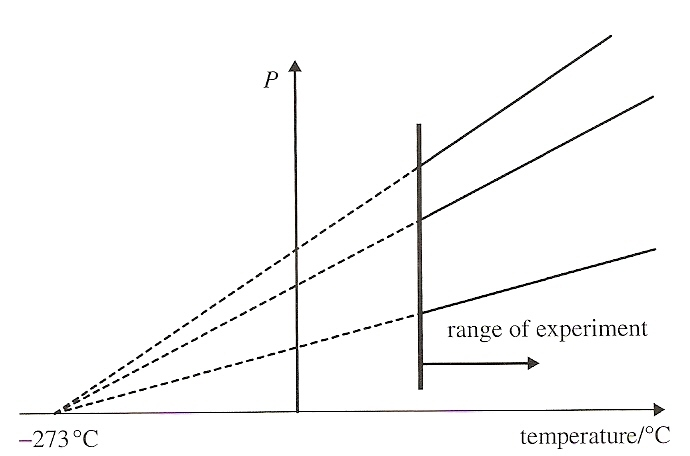 P
range of experiment
−273 °C
temperature/°C